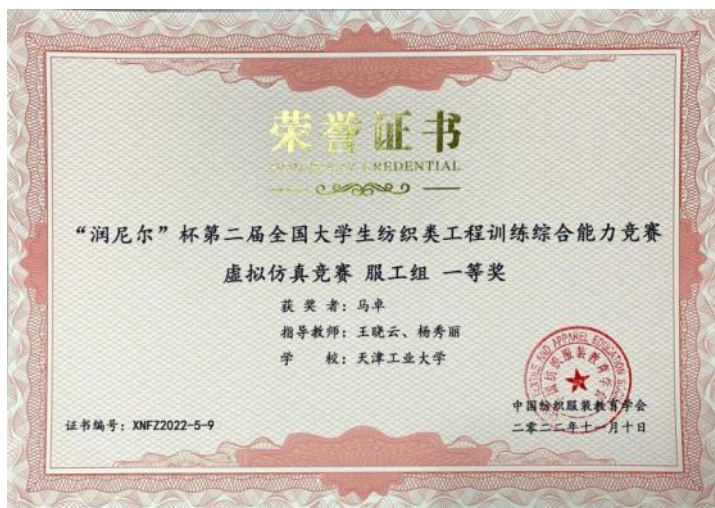 荣誉证书
HONORARY CREDENTIAL
“润尼尔”杯第二届全国大学生纺织类工程训练综合能力竞赛
虚拟仿真竞赛 服工组 一等奖
获 奖 者：马卓
指导教师：王晓云、杨秀丽
学 校：天津工业大学
中国纺织服装教育学会
证书编号：XNFZ2022-5-9
二零二二年十一月十日